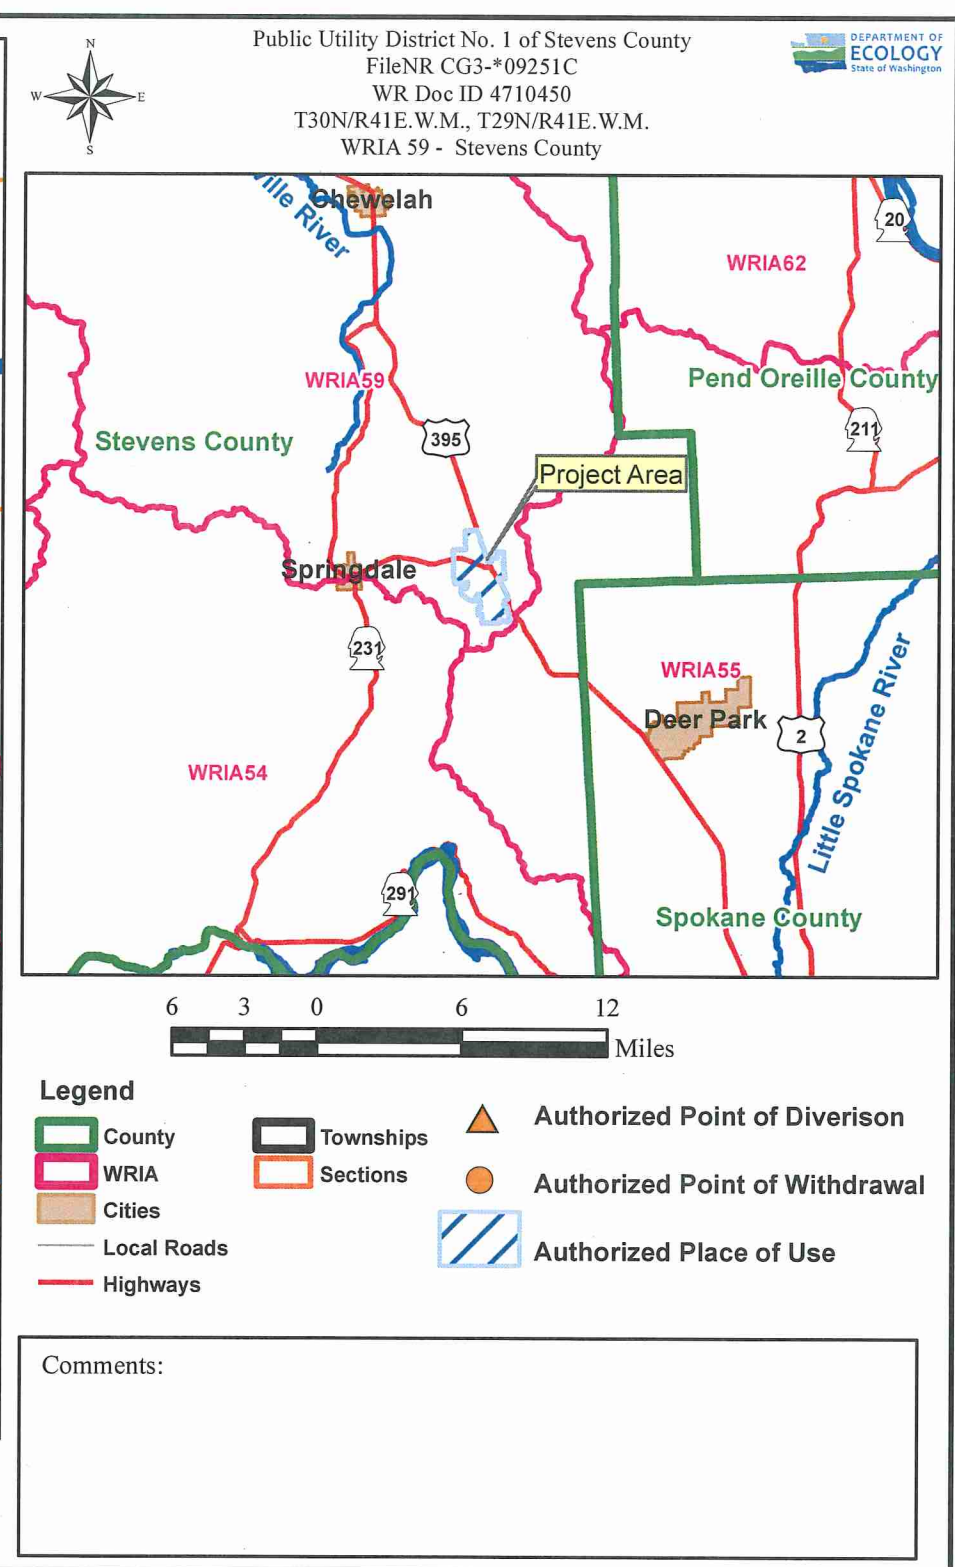 Public Utility District No. 1 of Stevens County
FileNR CG3-*09251C
WR Doc ID 4710450
T30N/R41E.W.M., T29N/R41E.W.M.
WRIA 59 - Stevens County
DEPARTMENT OF
ECOLOGY
State of Washington
N
W
E
S
Chewelah
ville River
20
WRIA62
WRIA59
Pend Oreille County
Stevens County
395
211
Project Area
Springdale
231
WRIA55
Deer Park
2
Little Spokane River
WRIA54
291
Spokane County
6 3 0 6 12
Miles
Legend
County
WRIA
Cities
Local Roads
Highways
Townships
Sections
Authorized Point of Diverison
Authorized Point of Withdrawal
Authorized Place of Use
Comments: